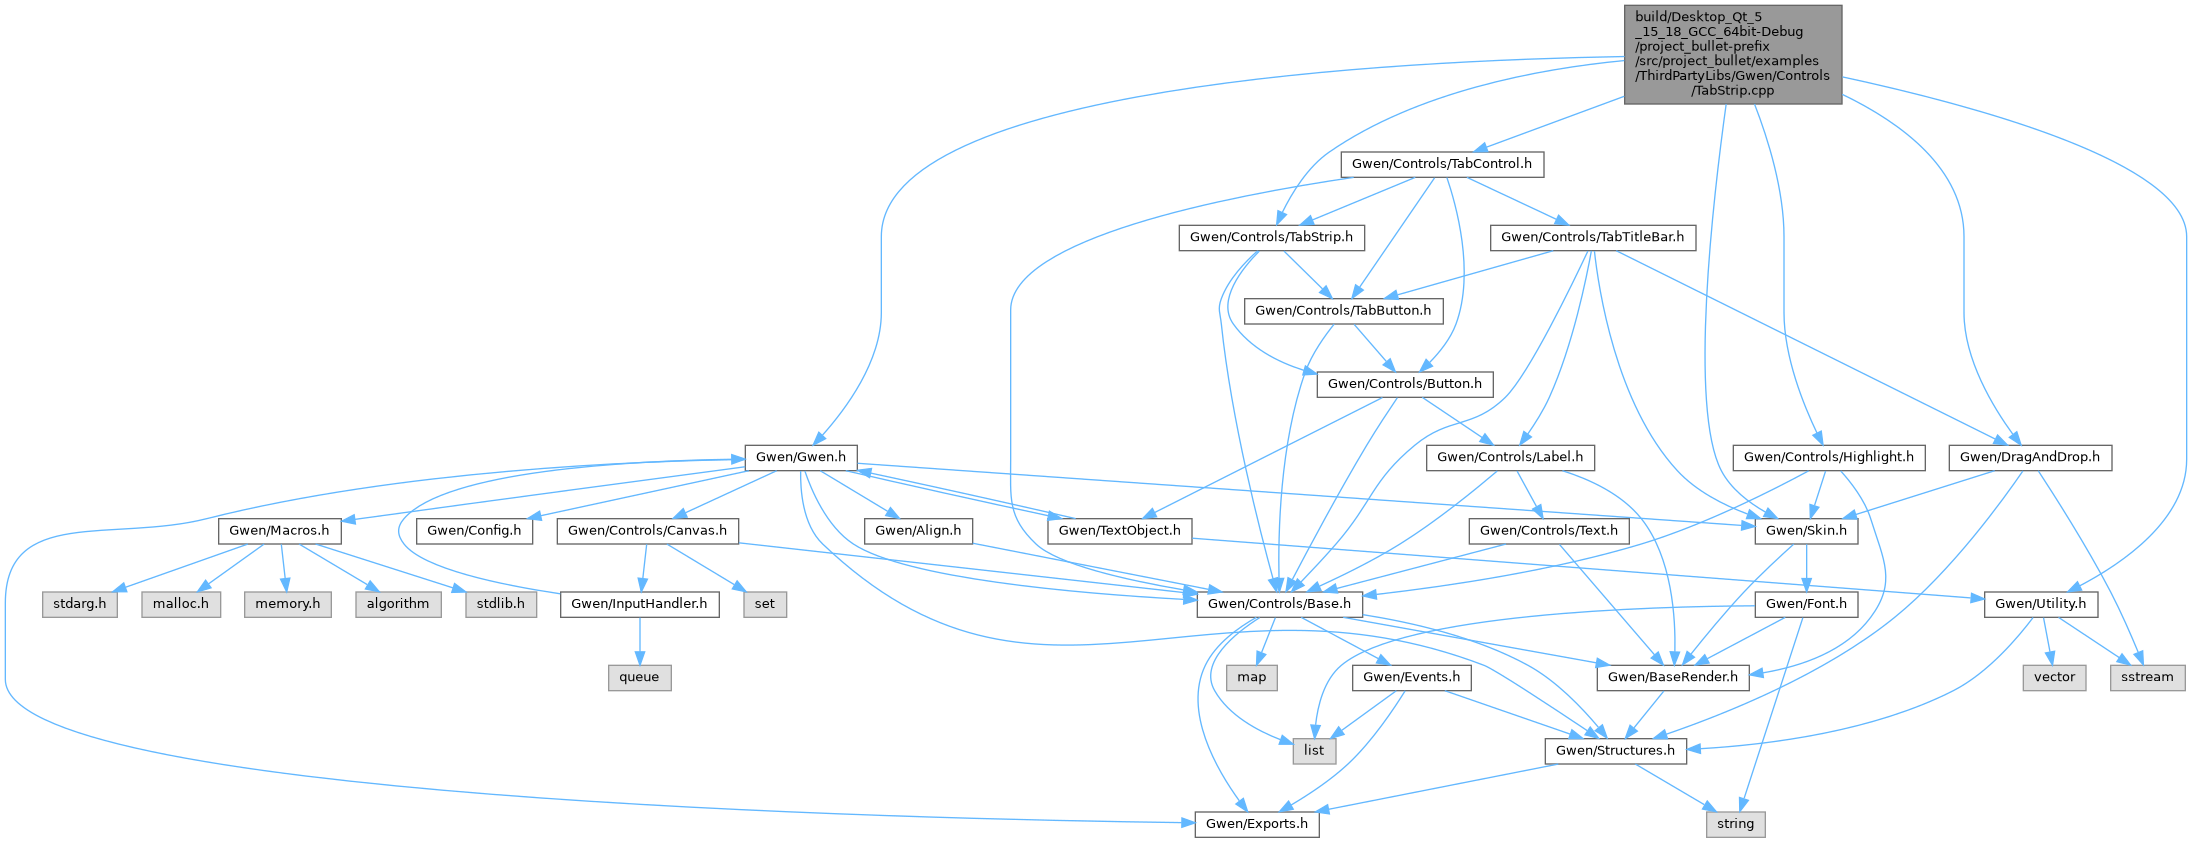 build/Desktop_Qt_5
_15_18_GCC_64bit-Debug
/project_bullet-prefix
/src/project_bullet/examples
/ThirdPartyLibs/Gwen/Controls
/TabStrip.cpp
Gwen/Controls/TabControl.h
Gwen/Controls/TabStrip.h
Gwen/Controls/TabTitleBar.h
Gwen/Controls/TabButton.h
Gwen/Controls/Button.h
Gwen/Gwen.h
Gwen/Controls/Label.h
Gwen/Controls/Highlight.h
Gwen/DragAndDrop.h
Gwen/Macros.h
Gwen/Config.h
Gwen/Controls/Canvas.h
Gwen/Align.h
Gwen/TextObject.h
Gwen/Controls/Text.h
Gwen/Skin.h
stdarg.h
malloc.h
memory.h
algorithm
stdlib.h
Gwen/InputHandler.h
set
Gwen/Controls/Base.h
Gwen/Font.h
Gwen/Utility.h
queue
map
Gwen/Events.h
Gwen/BaseRender.h
vector
sstream
list
Gwen/Structures.h
Gwen/Exports.h
string